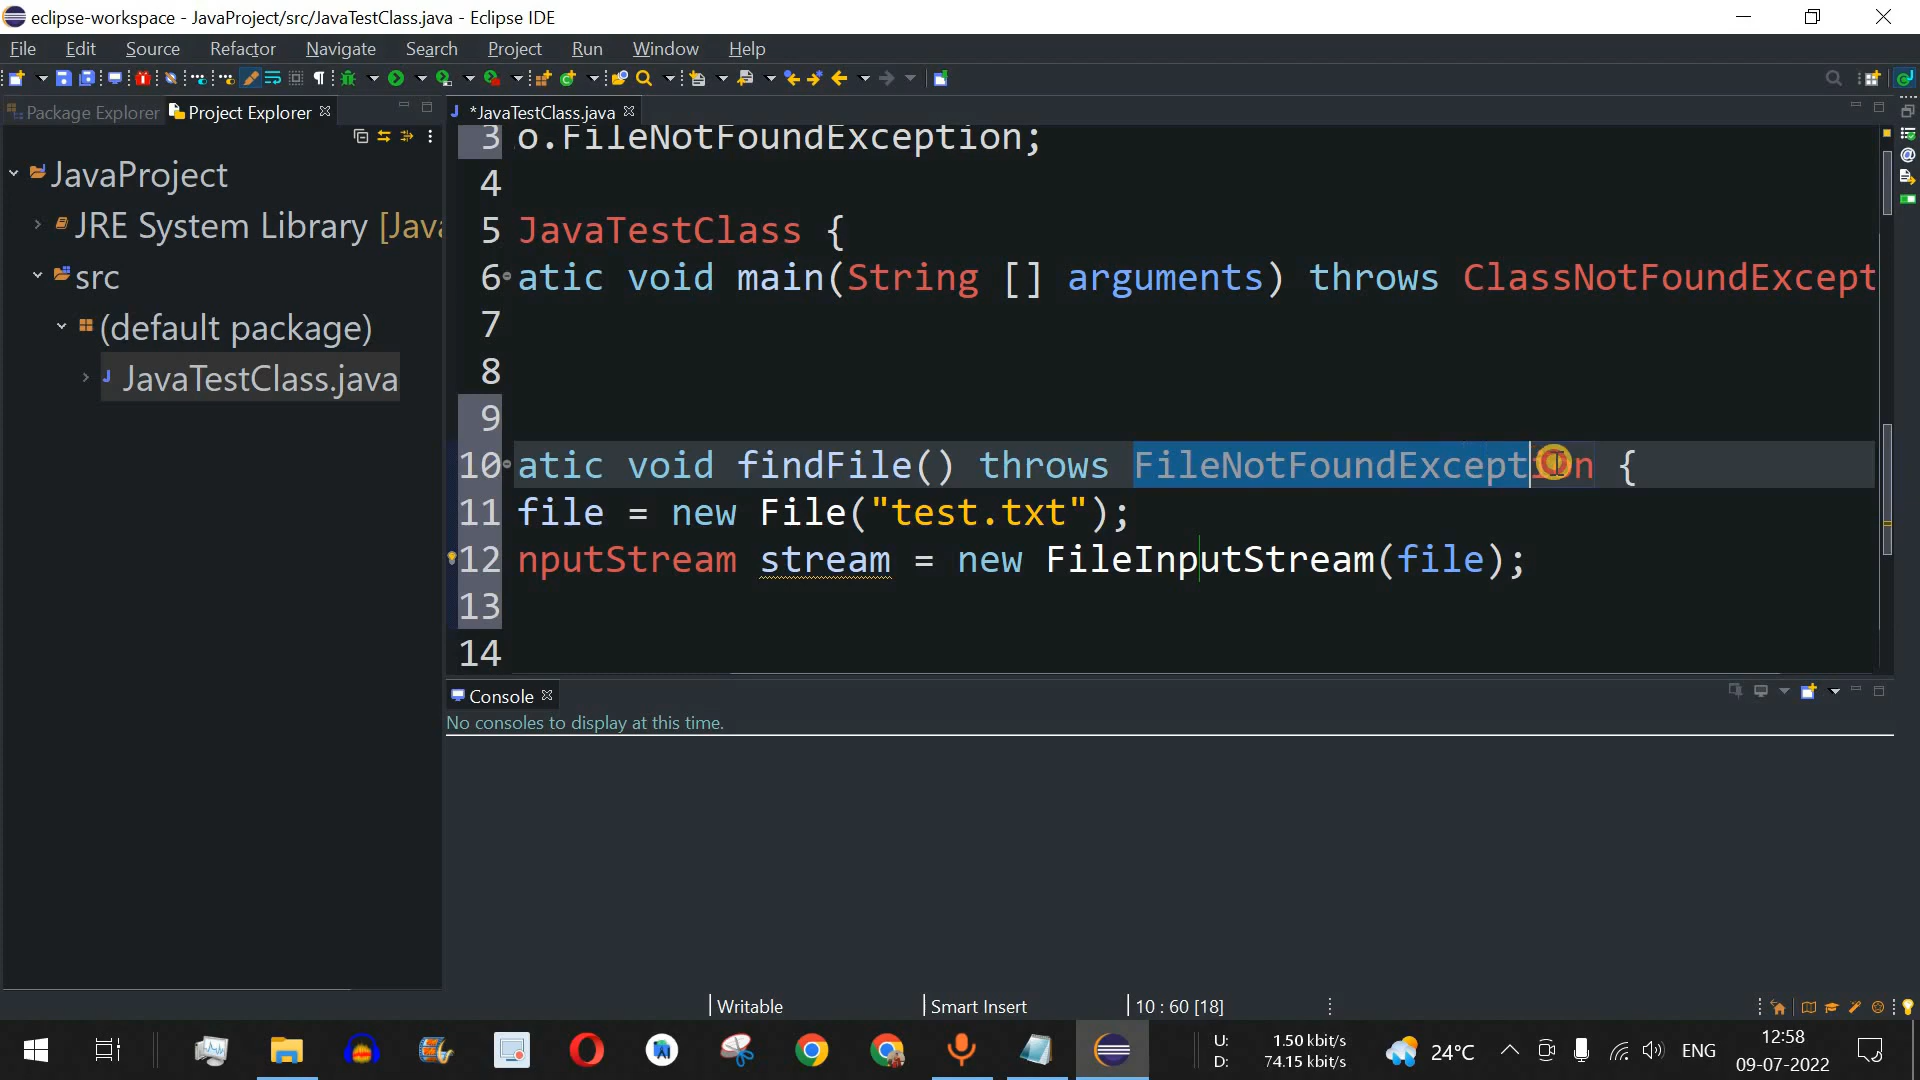 eclipse-workspace - JavaProject/src/JavaTestClass.java - Eclipse IDE
File Edit Source Refactor Navigate Search Project Run Window Help
Package Explorer Project Explorer
*JavaTestClass.java
JavaProject
JRE System Library [Java
src
(default package)
JavaTestClass.java
3 o.FileNotFoundException;
4
5 JavaTestClass {
6 atic void main(String [] arguments) throws ClassNotFoundExcept
7
8
9
10 atic void findFile() throws FileNotFoundException {
11 file = new File("test.txt");
12 nputStream stream = new FileInputStream(file);
13
14
Console
No consoles to display at this time.
Writable Smart Insert 10 : 60 [18]
U: 1.50 kbit/s
D: 74.15 kbit/s
24°C
ENG
12:58
09-07-2022